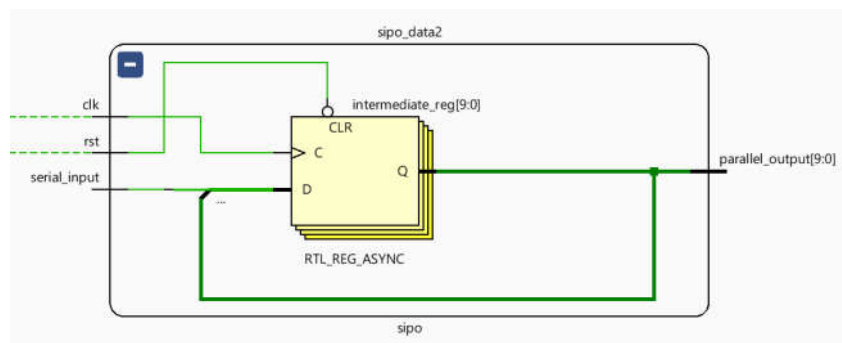 sipo_data2
clk
intermediate_reg[9:0]
CLR
rst
C
Q
parallel_output[9:0]
serial_input
D
...
RTL_REG_ASYNC
sipo